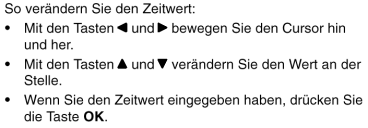 So verändern Sie den Zeitwert:
• Mit den Tasten ◀ und ▶ bewegen Sie den Cursor hin
und her.
• Mit den Tasten ▲ und ▼ verändern Sie den Wert an der
Stelle.
• Wenn Sie den Zeitwert eingegeben haben, drücken Sie
die Taste OK.